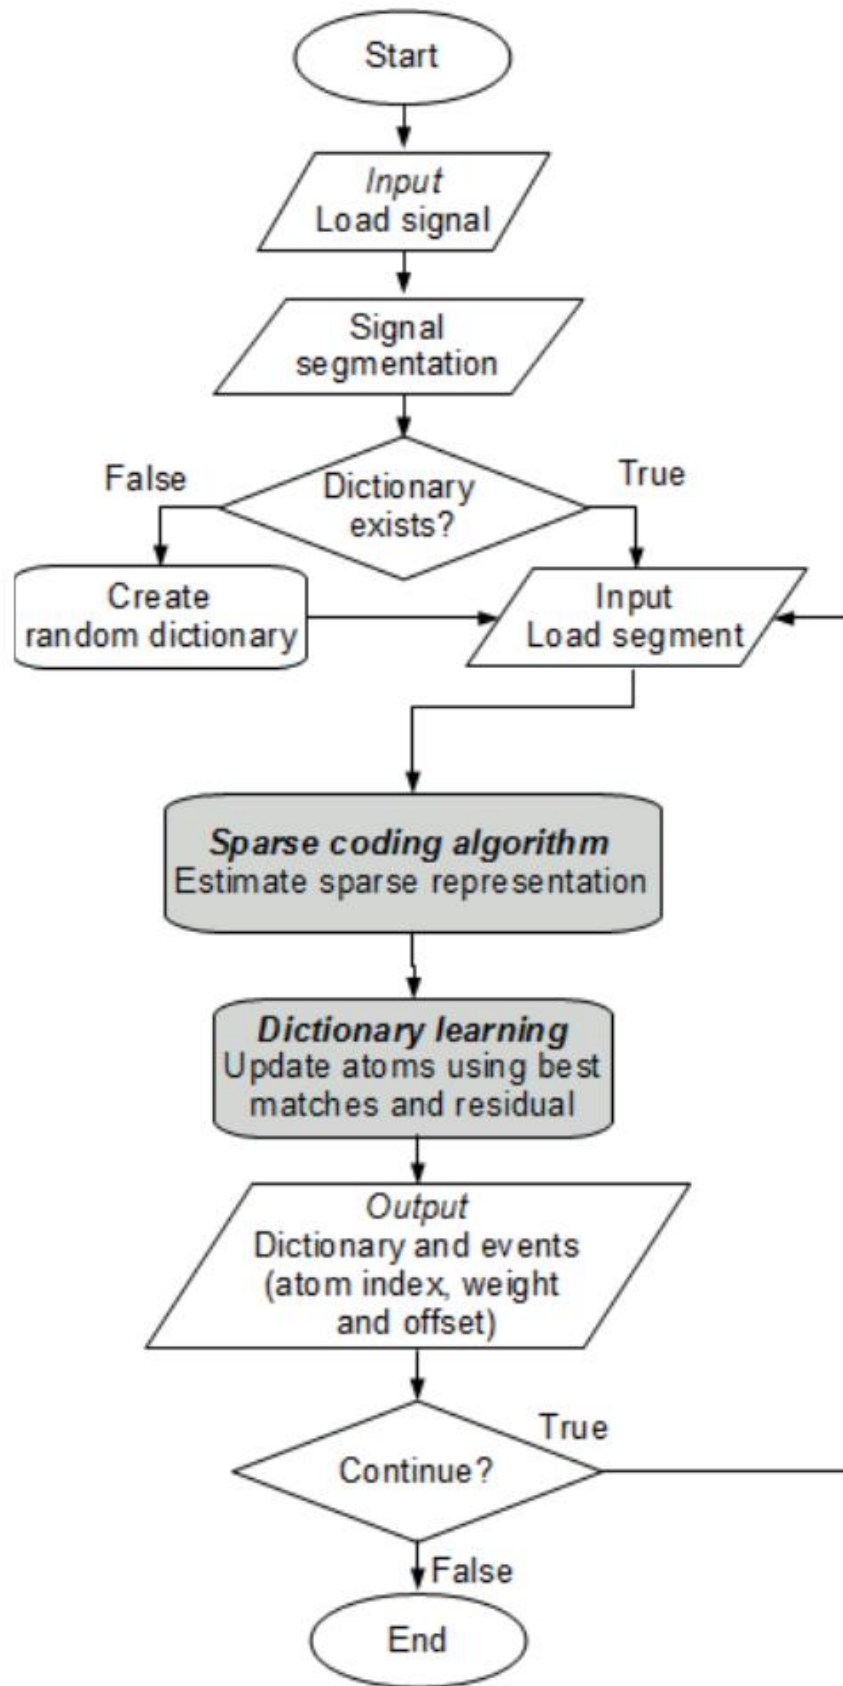 Start
Input
Load signal
Signal
segmentation
False
True
Dictionary
exists?
Create
random dictionary
Input
Load segment
Sparse coding algorithm
Estimate sparse representation
Dictionary learning
Update atoms using best
matches and residual
Output
Dictionary and events
(atom index, weight
and offset)
True
Continue?
False
End